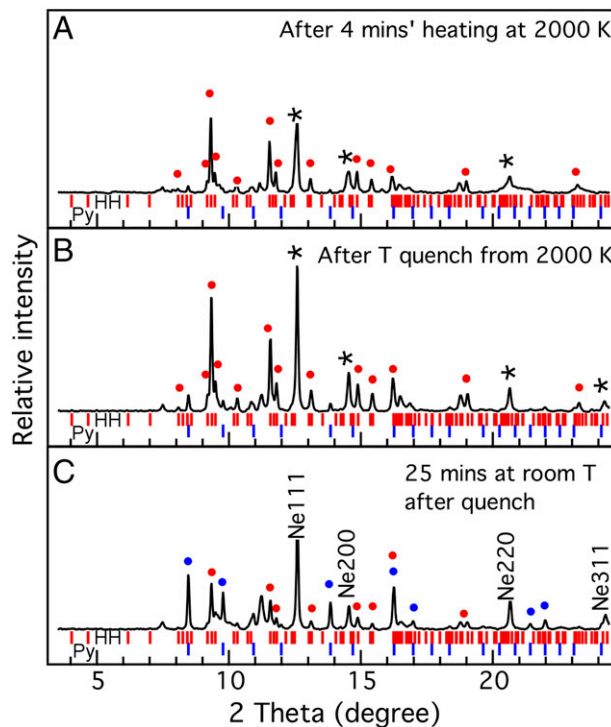 A
After 4 mins' heating at 2000 K
* * *
HH
Py
B
After T quench from 2000 K
* * * *
HH
Py
C
25 mins at room T
after quench
Ne111
Ne200
Ne220
Ne311
HH
Py
5 10 15 20
2 Theta (degree)
Relative intensity